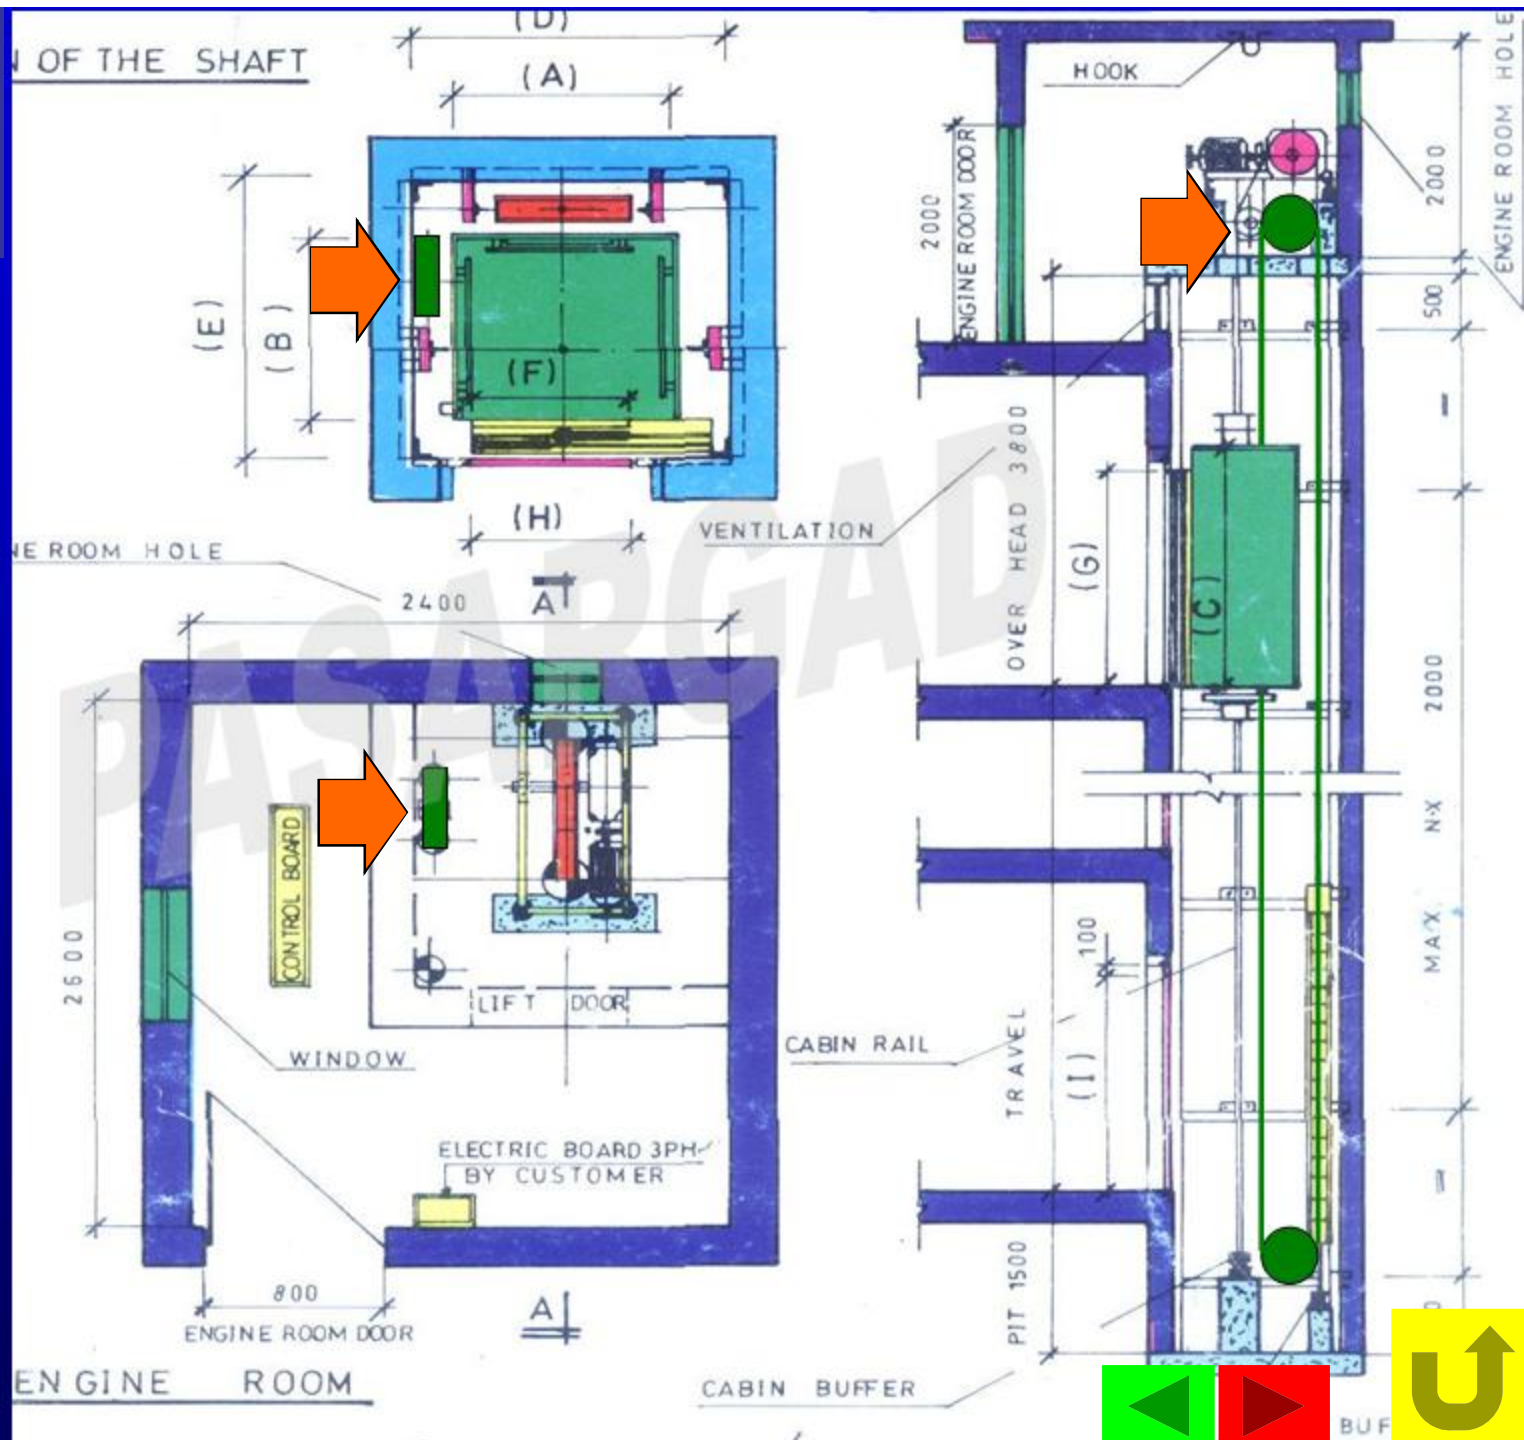 OF THE SHAFT
(D)
(A)
(E)
(B)
(F)
(H)
HOOK
2000
ENGINE ROOM DOOR
2000
ENGINE ROOM HOLE
500
VENTILATION
OVER HEAD 3800
(G)
(C)
ROOM HOLE
2400
A
PASARGAD
2600
CONTROL BOARD
LIFT DOOR
WINDOW
ELECTRIC BOARD 3PH
BY CUSTOMER
800
ENGINE ROOM DOOR
A
ENGINE ROOM
CABIN RAIL
TRAVEL
100
(I)
MAX N·X 2000
PIT 1500
CABIN BUFFER